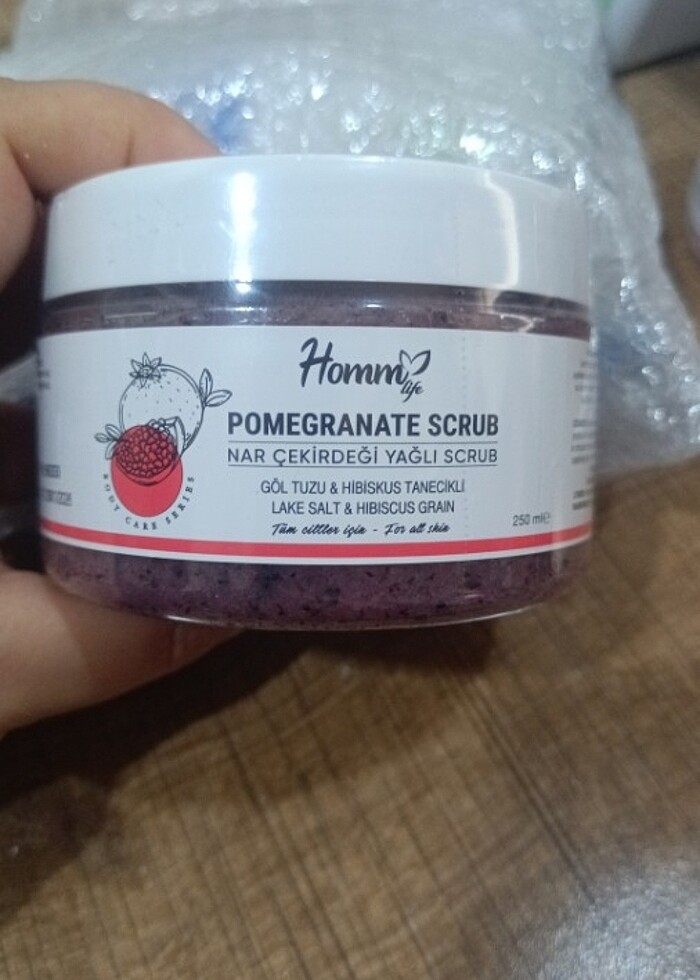 Homm
life
POMEGRANATE SCRUB
NAR ÇEKİRDEĞİ YAĞLI SCRUB
GÖL TUZU & HİBİSKUS TANECİKLİ
LAKE SALT & HIBISCUS GRAIN
Tüm ciltler için - For all skin
250 ml e
BODY CARE SERIES